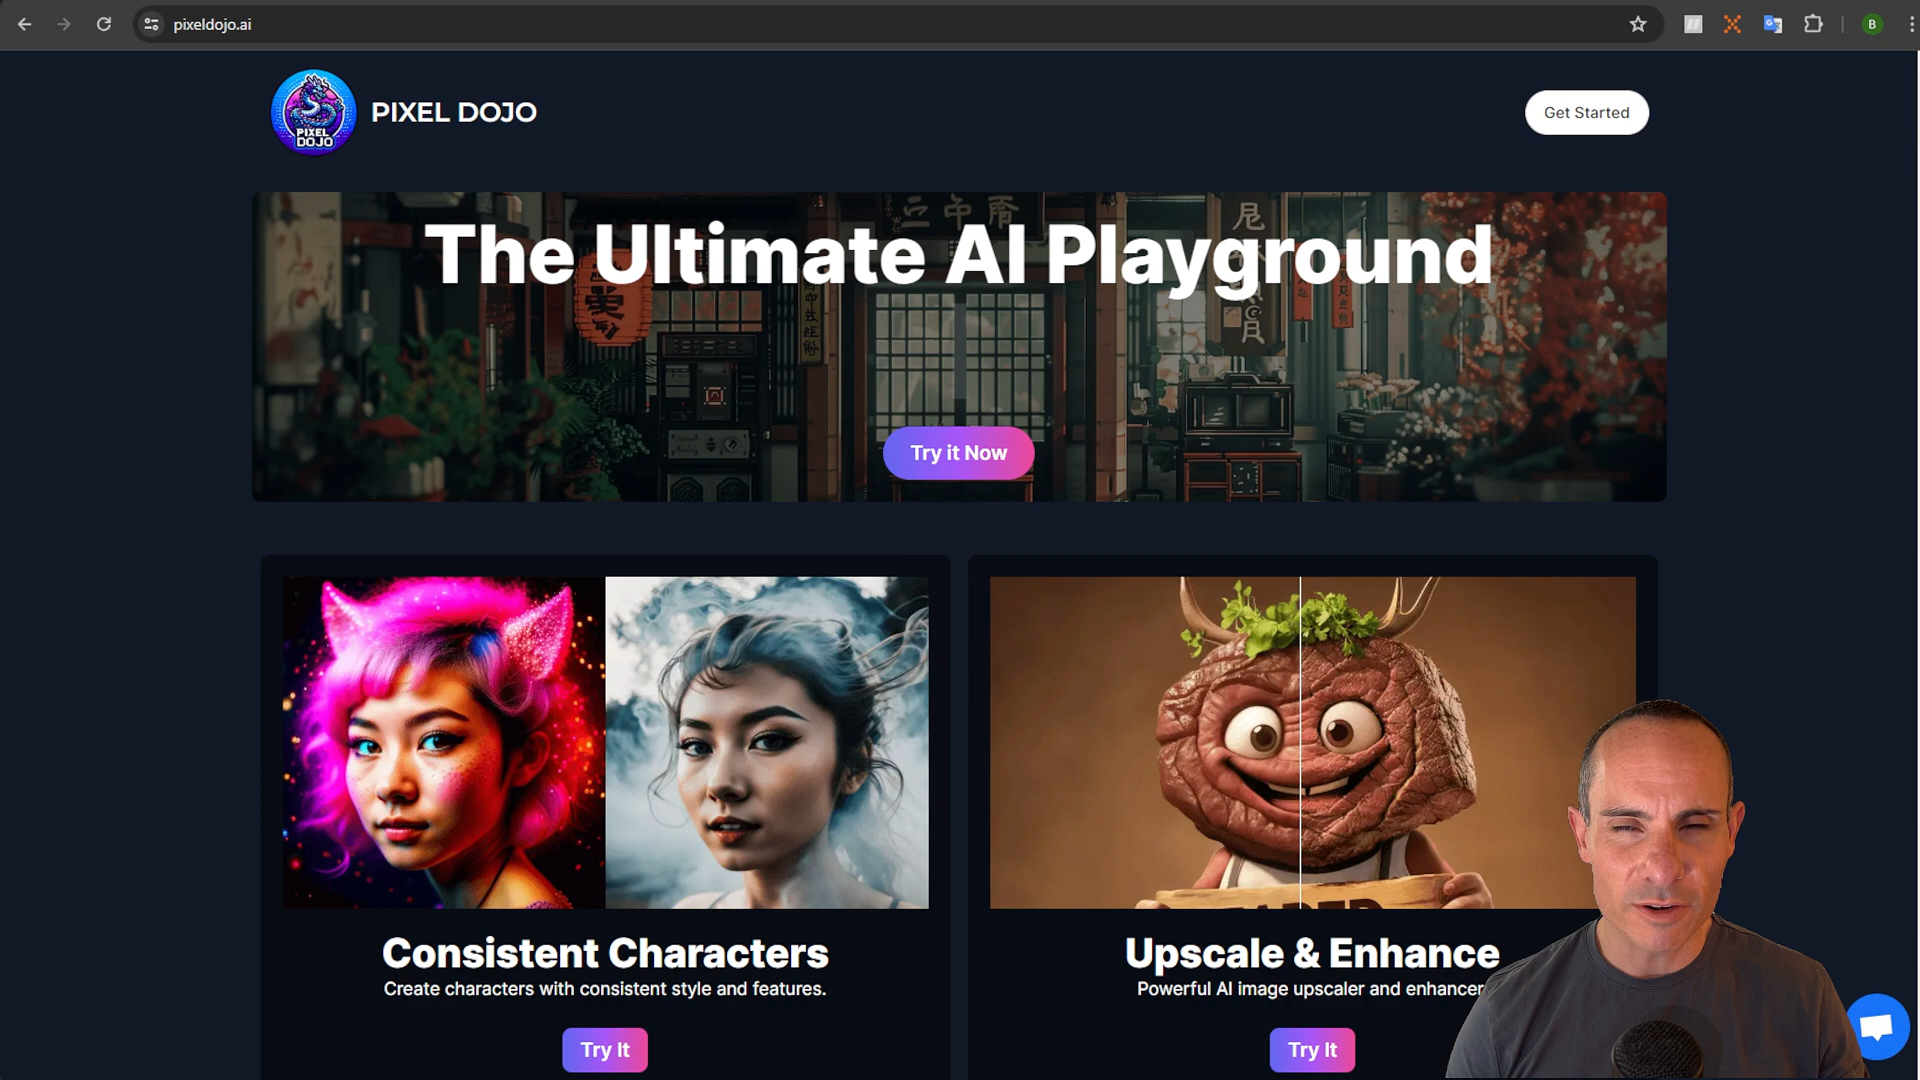 pixeldojo.ai
B
PIXEL
DOJO
PIXEL DOJO
Get Started
The Ultimate AI Playground
Try it Now
Consistent Characters
Create characters with consistent style and features.
Try It
Upscale & Enhance
Powerful AI image upscaler and enhancer
Try It